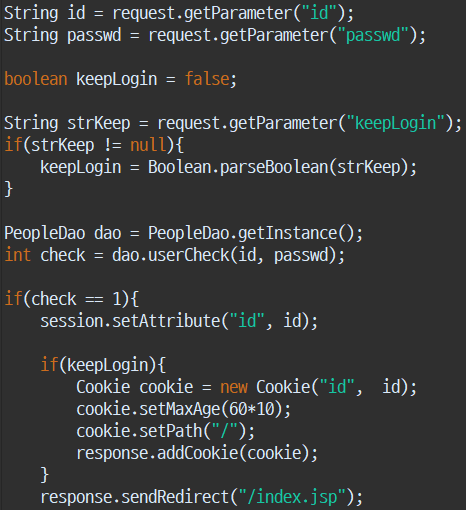 String id = request.getParameter("id");
String passwd = request.getParameter("passwd");
boolean keepLogin = false;
String strKeep = request.getParameter("keepLogin");
if(strKeep != null){
keepLogin = Boolean.parseBoolean(strKeep);
}
PeopleDao dao = PeopleDao.getInstance();
int check = dao.userCheck(id, passwd);
if(check == 1){
session.setAttribute("id", id);
if(keepLogin){
Cookie cookie = new Cookie("id",  id);
cookie.setMaxAge(60*10);
cookie.setPath("/");
response.addCookie(cookie);
}
response.sendRedirect("/index.jsp");